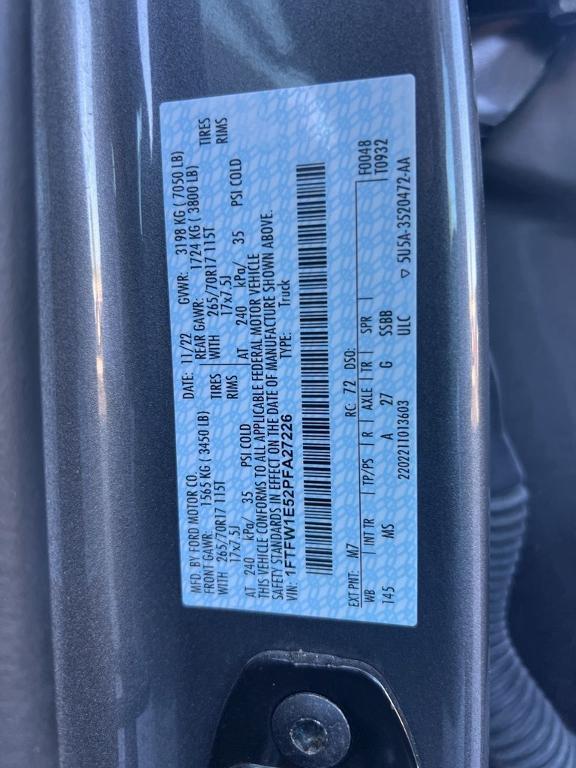 MFD BY FORD MOTOR CO. DATE: 11/22 GVWR: 3198 KG (7050 LB)
FRONT GAWR: 1565 KG (3450 LB) REAR GAWR: 1724 KG (3800 LB)
WITH 265/70R17 115T TIRES WITH 265/70R17 115T TIRES
17x7.5J RIMS 17x7.5J RIMS
AT 240 kPa/ 35 PSI COLD AT 240 kPa/ 35 PSI COLD
THIS VEHICLE CONFORMS TO ALL APPLICABLE FEDERAL MOTOR VEHICLE
SAFETY STANDARDS IN EFFECT ON THE DATE OF MANUFACTURE SHOWN ABOVE.
VIN: 1FTFW1E52PFA27226 TYPE: Truck
EXT PNT: M7 RC: 72 DSO: F0048
T0932
WB INT TR TP/PS R AXLE TR SPR
145 MS A 27 G SSBB
2202211013603 ULC ▽ 5U5A-3520472-AA